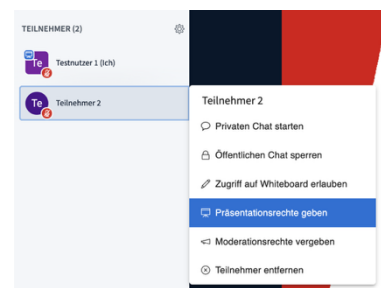 TEILNEHMER (2)
Te
Testnutzer 1 (Ich)
Te
Teilnehmer 2
Teilnehmer 2
Privaten Chat starten
Öffentlichen Chat sperren
Zugriff auf Whiteboard erlauben
Präsentationsrechte geben
Moderationsrechte vergeben
Teilnehmer entfernen